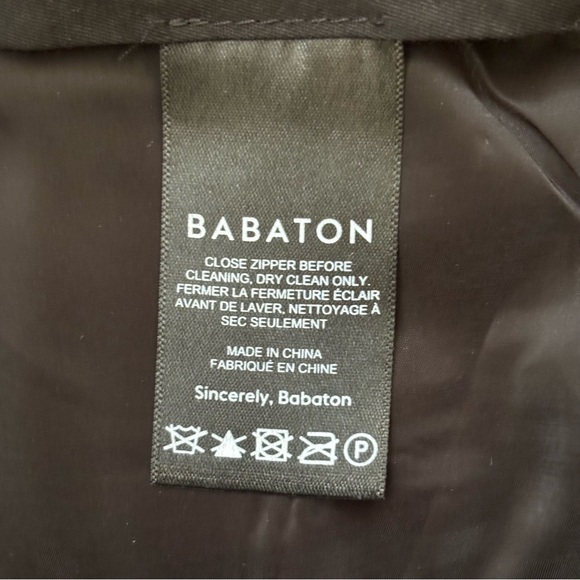 BABATON
CLOSE ZIPPER BEFORE
CLEANING, DRY CLEAN ONLY.
FERMER LA FERMETURE ÉCLAIR
AVANT DE LAVER, NETTOYAGE À
SEC SEULEMENT
MADE IN CHINA
FABRIQUÉ EN CHINE
Sincerely, Babaton
P